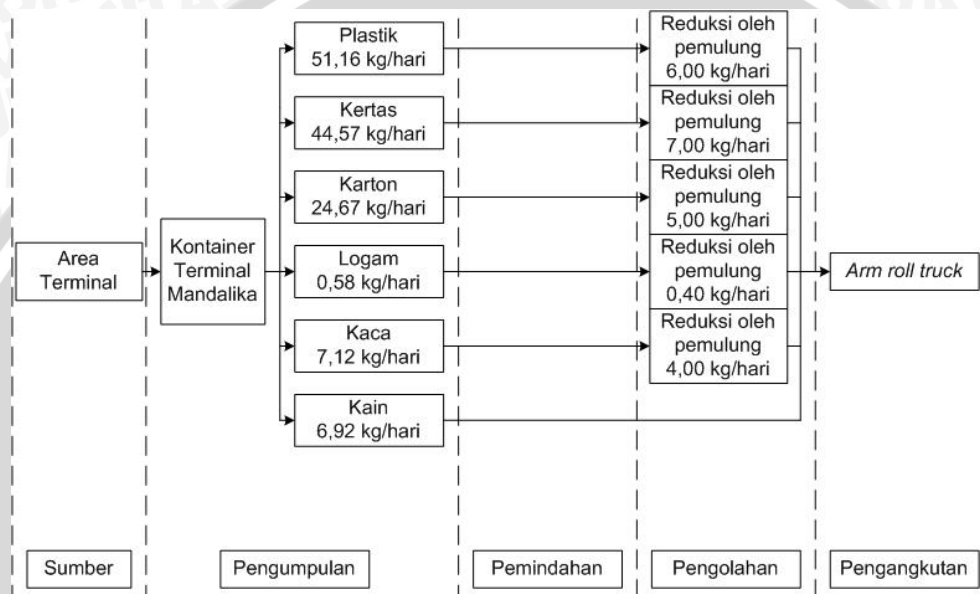 Plastik
51,16 kg/hari
Reduksi oleh
pemulung
6,00 kg/hari
Kertas
44,57 kg/hari
Reduksi oleh
pemulung
7,00 kg/hari
Karton
24,67 kg/hari
Reduksi oleh
pemulung
5,00 kg/hari
Area
Terminal
Kontainer
Terminal
Mandalika
Logam
0,58 kg/hari
Reduksi oleh
pemulung
0,40 kg/hari
Arm roll truck
Kaca
7,12 kg/hari
Reduksi oleh
pemulung
4,00 kg/hari
Kain
6,92 kg/hari
Sumber
Pengumpulan
Pemindahan
Pengolahan
Pengangkutan